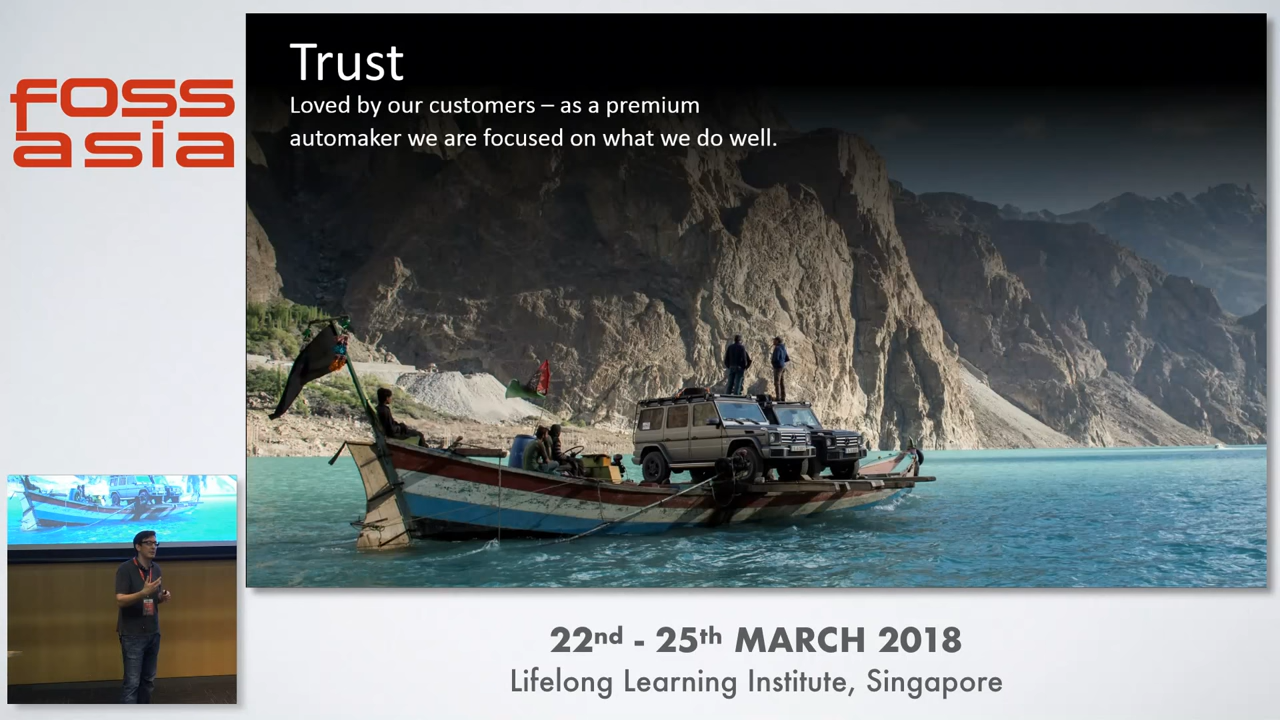 foss
asia
Trust
Loved by our customers – as a premium
automaker we are focused on what we do well.
22nd - 25th MARCH 2018
Lifelong Learning Institute, Singapore